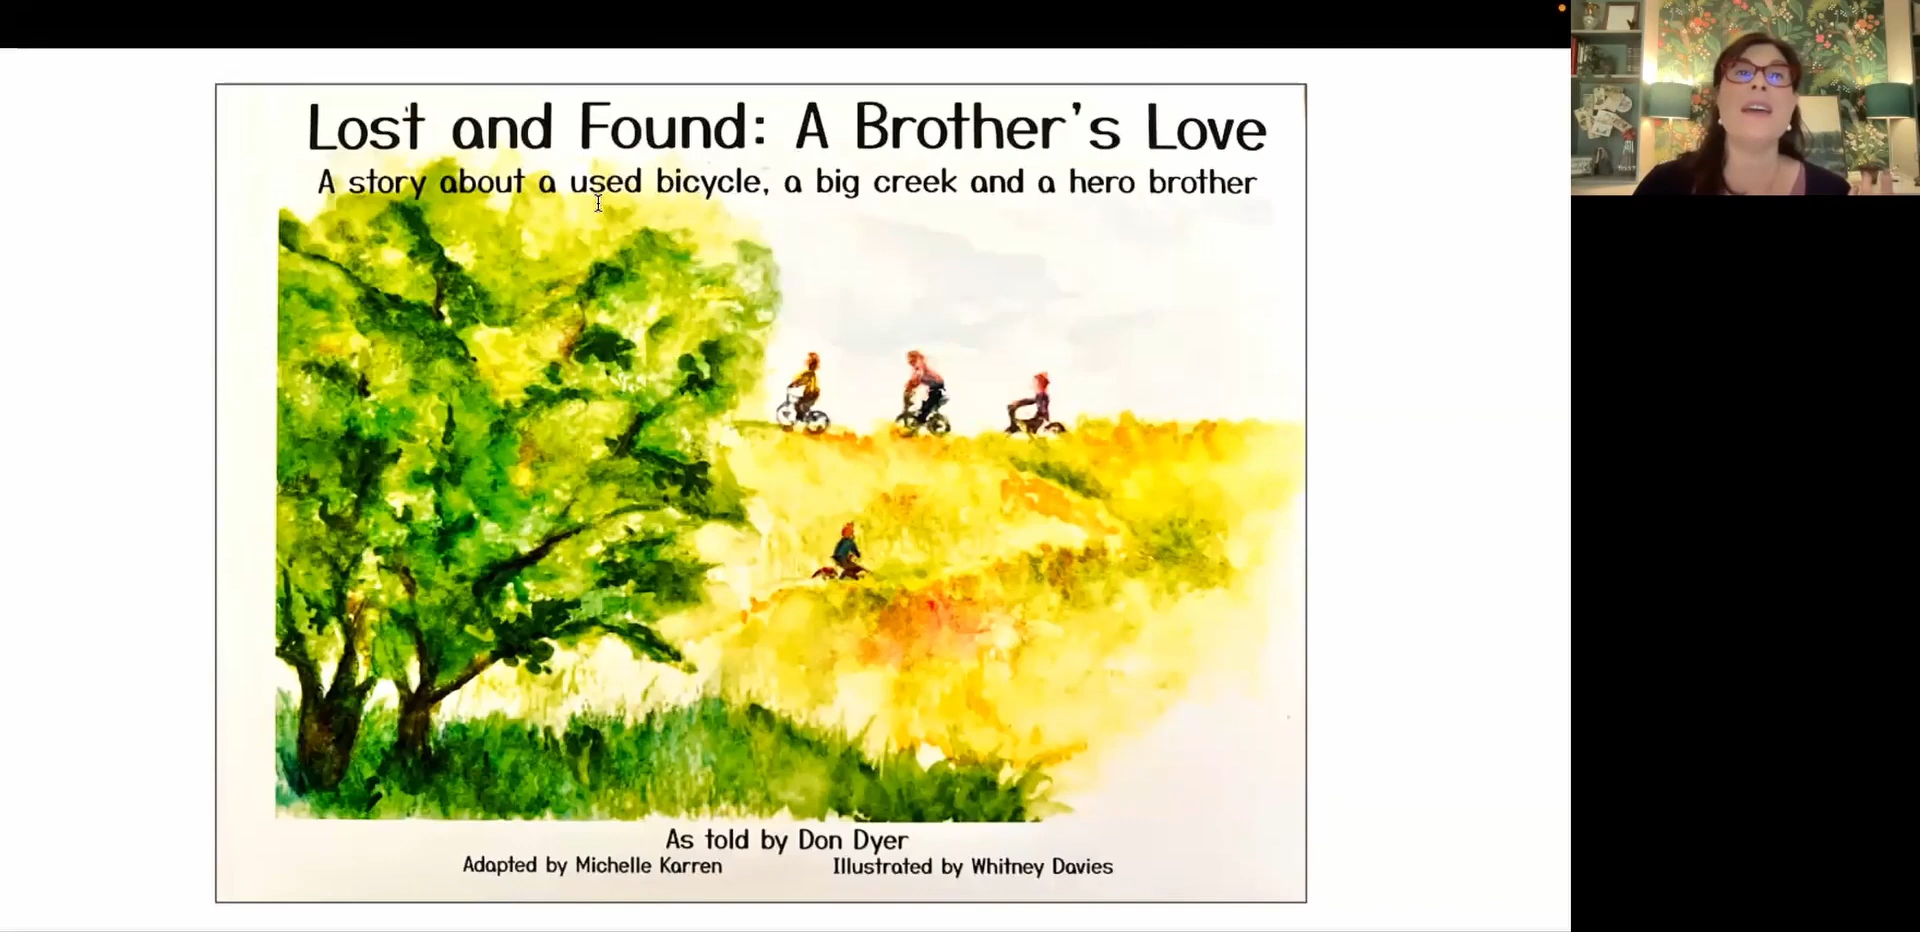 Lost and Found: A Brother's Love
A story about a used bicycle, a big creek and a hero brother
As told by Don Dyer
Adapted by Michelle Karren
Illustrated by Whitney Davies